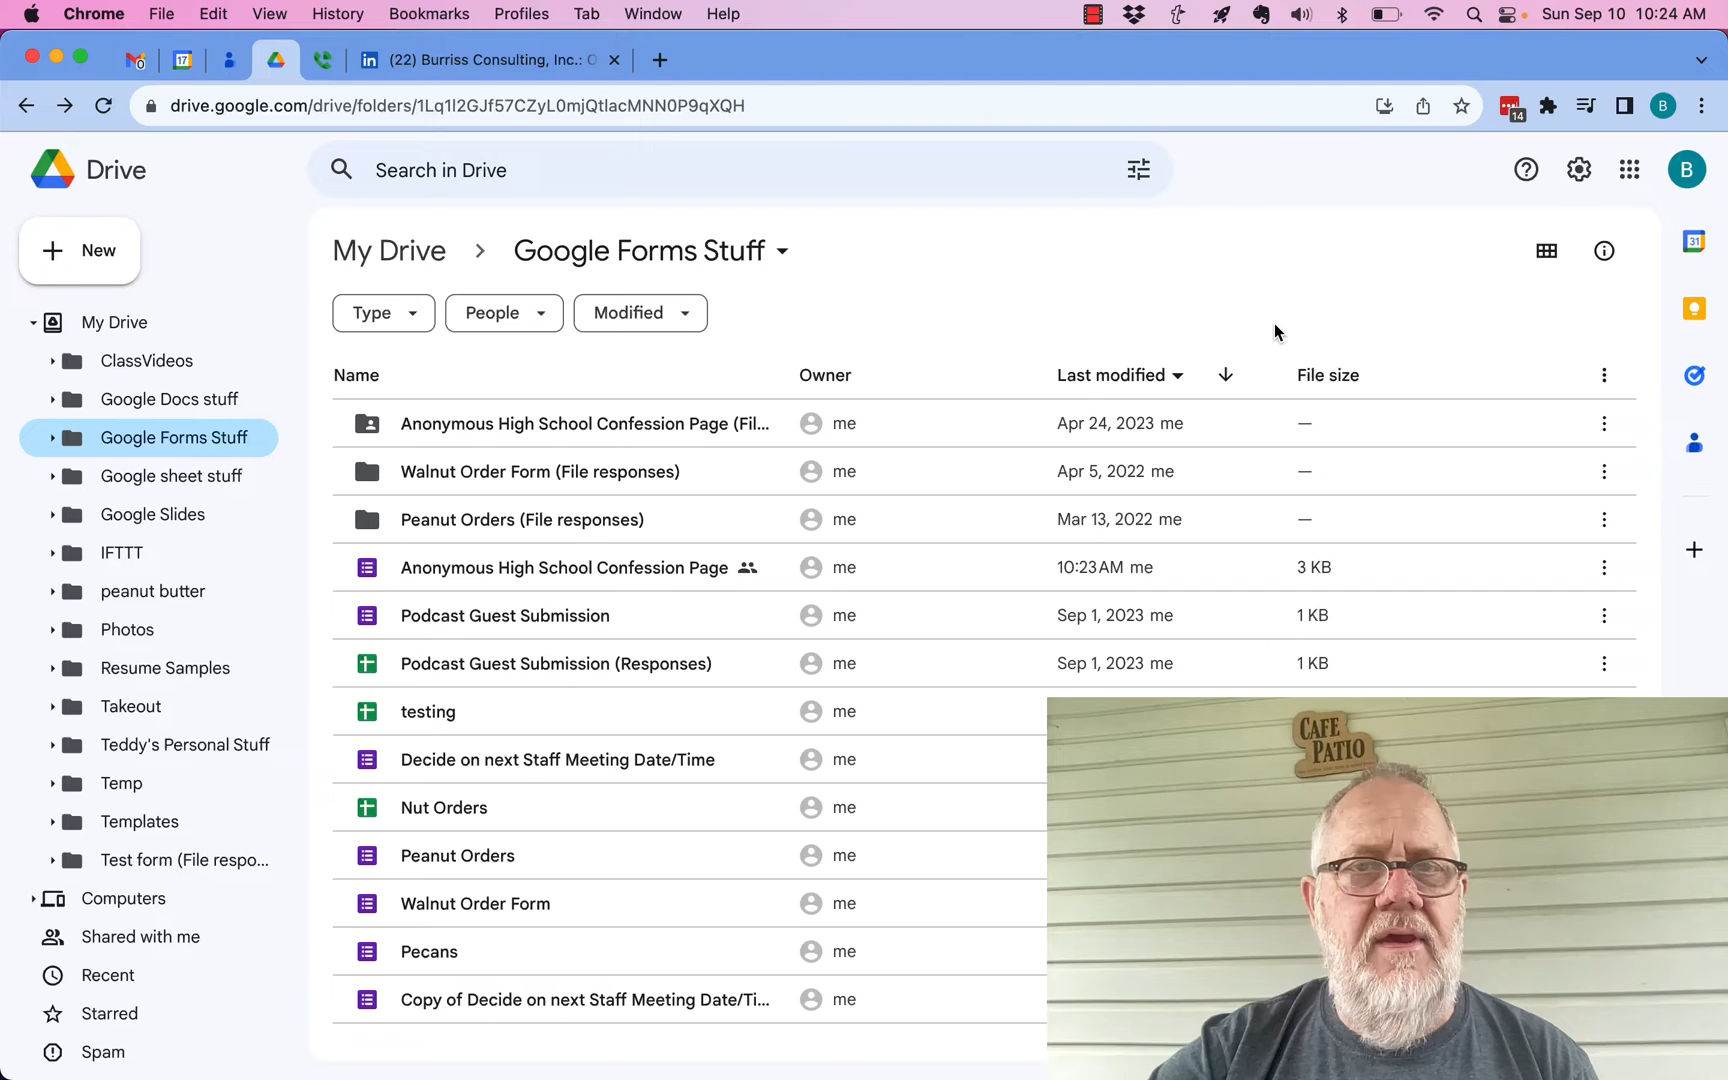 Chrome File Edit View History Bookmarks Profiles Tab Window Help Sun Sep 10 10:24 AM
0 17 (22) Burriss Consulting, Inc.: O
drive.google.com/drive/folders/1Lq1I2GJf57CZyL0mjQtlacMNN0P9qXQH 14 B
Drive Search in Drive B
New
My Drive Google Forms Stuff
31
Type People Modified
My Drive
ClassVideos
Google Docs stuff
Google Forms Stuff
Google sheet stuff
Google Slides
IFTTT
peanut butter
Photos
Resume Samples
Takeout
Teddy's Personal Stuff
Temp
Templates
Test form (File respo...
Computers
Shared with me
Recent
Starred
Spam
Name Owner Last modified File size
Anonymous High School Confession Page (Fil... me Apr 24, 2023 me —
Walnut Order Form (File responses) me Apr 5, 2022 me —
Peanut Orders (File responses) me Mar 13, 2022 me —
Anonymous High School Confession Page me 10:23 AM me 3 KB
Podcast Guest Submission me Sep 1, 2023 me 1 KB
Podcast Guest Submission (Responses) me Sep 1, 2023 me 1 KB
testing me
Decide on next Staff Meeting Date/Time me
Nut Orders me
Peanut Orders me
Walnut Order Form me
Pecans me
Copy of Decide on next Staff Meeting Date/Ti... me
CAFE
PATIO